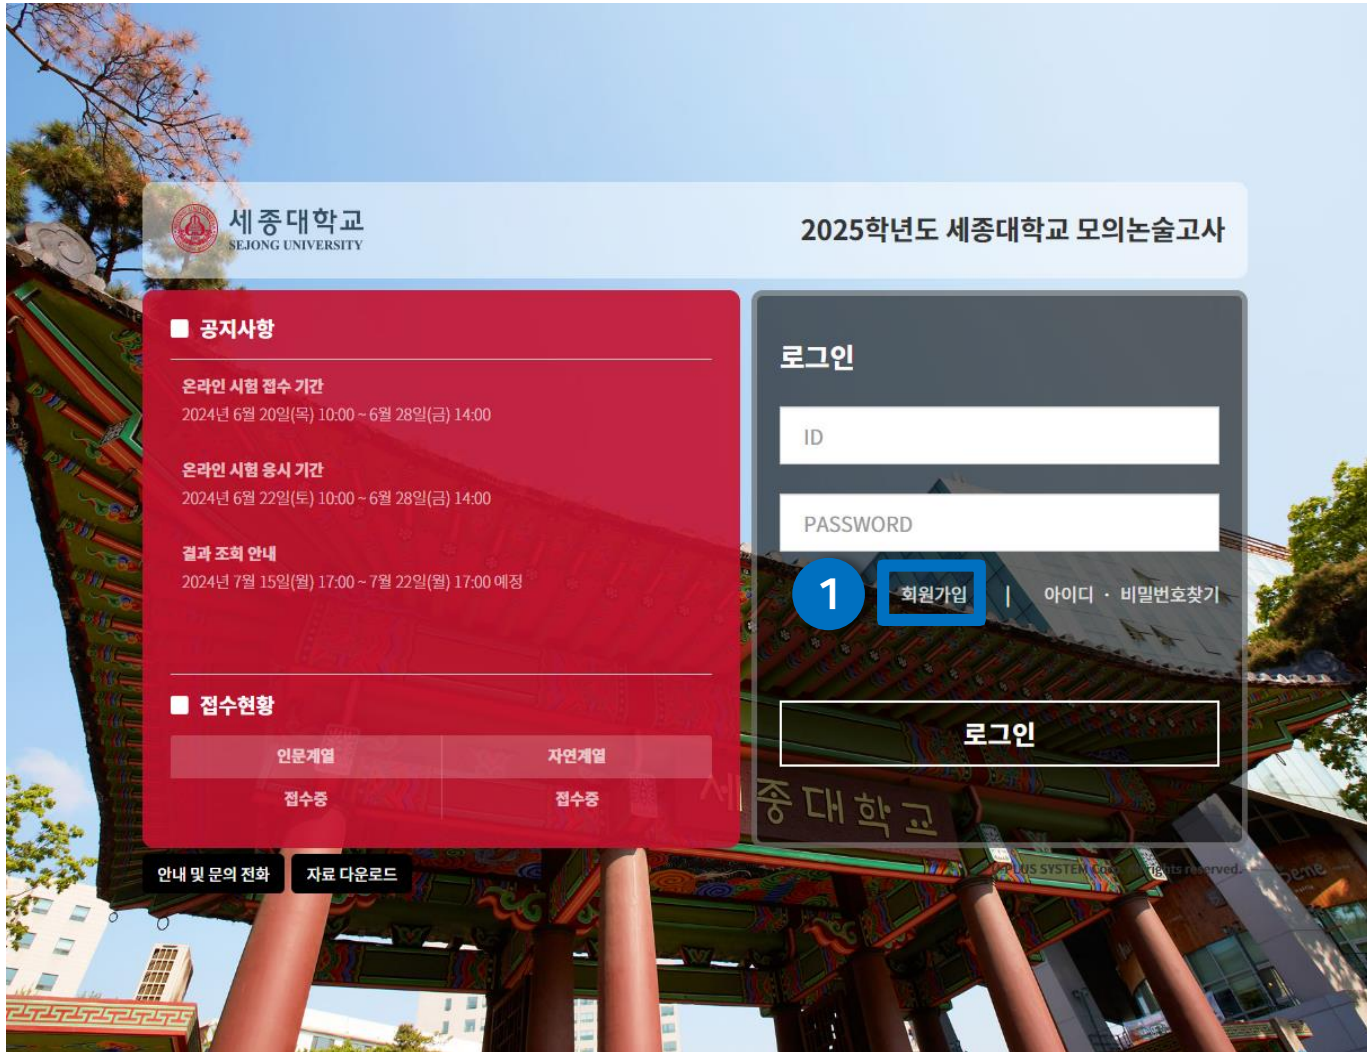 세종대학교
SEJONG UNIVERSITY
2025학년도 세종대학교 모의논술고사
공지사항
온라인 시험 접수 기간
2024년 6월 20일(목) 10:00 ~ 6월 28일(금) 14:00
온라인 시험 응시 기간
2024년 6월 22일(토) 10:00 ~ 6월 28일(금) 14:00
결과 조회 안내
2024년 7월 15일(월) 17:00 ~ 7월 22일(월) 17:00 예정
접수현황
인문계열 자연계열
접수중 접수중
로그인
ID
PASSWORD
1 회원가입 | 아이디 · 비밀번호찾기
로그인
세종대학교
안내 및 문의 전화 자료 다운로드
PLUS SYSTEM Corp. rights reserved.